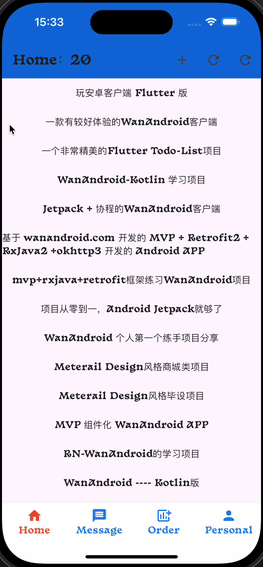 15:33
Home: 20
玩安卓客户端 Flutter 版
一款有较好体验的WanAndroid客户端
一个非常精美的Flutter Todo-List项目
WanAndroid-Kotlin 学习项目
Jetpack + 协程的WanAndroid客户端
基于 wanandroid.com 开发的 MVP + Retrofit2 +
RxJava2 +okhttp3 开发的 Android APP
mvp+rxjava+retrofit框架练习WanAndroid项目
项目从零到一，Android Jetpack就够了
WanAndroid 个人第一个练手项目分享
Meterail Design风格商城类项目
Meterail Design风格毕设项目
MVP 组件化 WanAndroid APP
RN-WanAndroid的学习项目
WanAndroid ---- Kotlin版
Home Message Order Personal